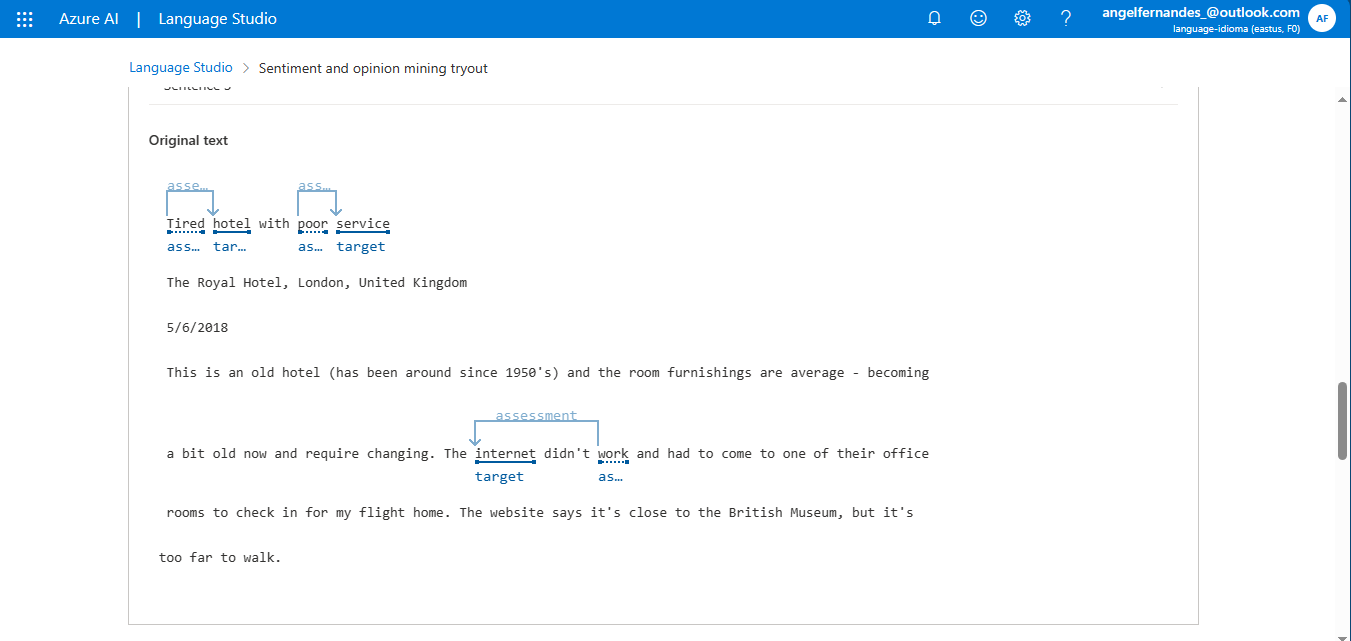 Azure AI | Language Studio
angelfernandes_@outlook.com
language-idioma (eastus, F0)
AF
Language Studio > Sentiment and opinion mining tryout
Sentence
Original text
asse… ass…
Tired hotel with poor service
ass… tar… as… target
The Royal Hotel, London, United Kingdom
5/6/2018
This is an old hotel (has been around since 1950's) and the room furnishings are average - becoming
assessment
a bit old now and require changing. The internet didn't work and had to come to one of their office
target as…
rooms to check in for my flight home. The website says it's close to the British Museum, but it's
too far to walk.